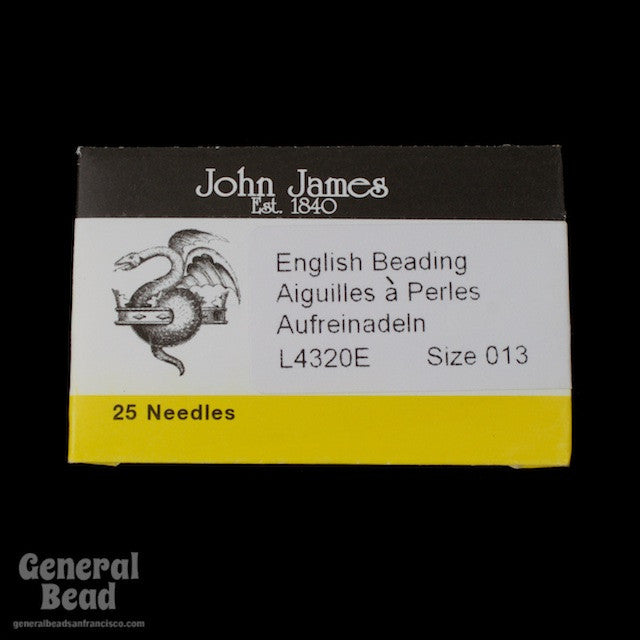 John James
Est. 1840
English Beading
Aiguilles à Perles
Aufreinadeln
L4320E Size 013
25 Needles
General
Bead
generalbeadsanfrancisco.com